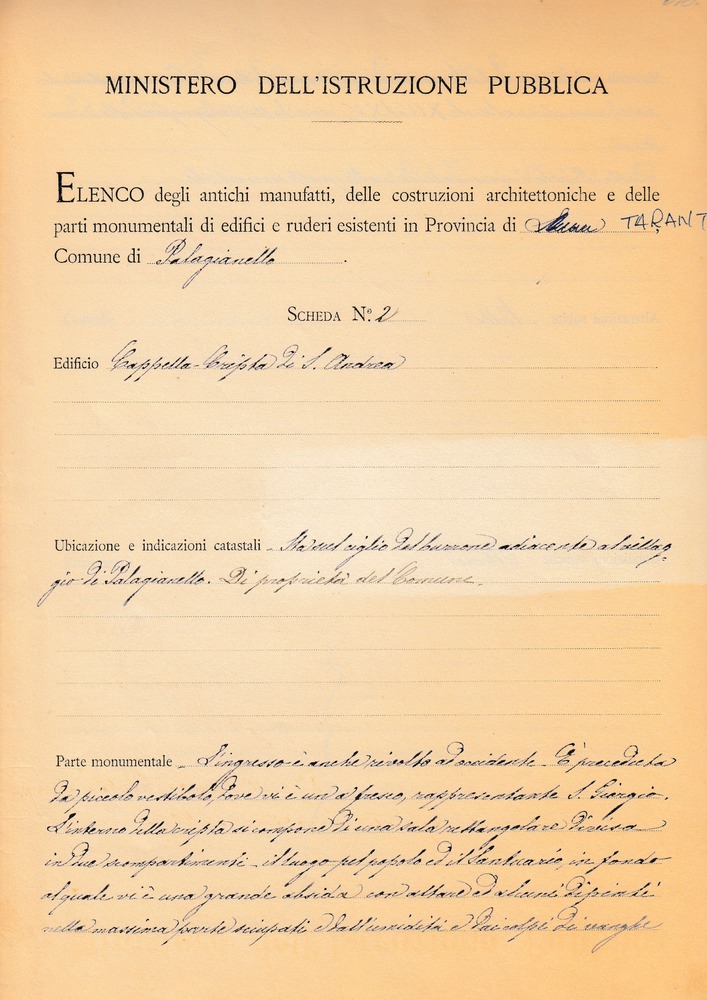 MINISTERO DELL'ISTRUZIONE PUBBLICA
ELENCO degli antichi manufatti, delle costruzioni architettoniche e delle
parti monumentali di edifici e ruderi esistenti in Provincia di TARANT
Comune di Palagianello.
SCHEDA N.º 2
Edificio Cappella-Cripta di S. Andrea
Ubicazione e indicazioni catastali - Sta sul ciglio del burrone adiacente al villag-
gio di Palagianello. Di proprietà del Comune.
Parte monumentale - L'ingresso è anche rivolto ad occidente. È preceduta
da piccolo vestibolo, dove vi è un a fresco, rappresentante S. Giorgio.
L'interno della cripta si compone di una sala rettangolare divisa
in due scompartimenti - il luogo pel popolo ed il Santuario, in fondo
al quale vi è una grande absida con altare ed alcuni dipinti
nella massima parte sciupati e dall'umidità e dai colpi di vanghe